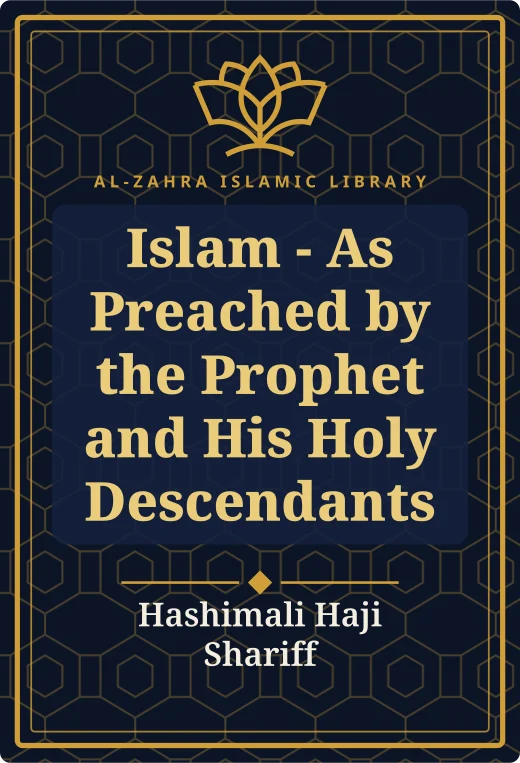 AL-ZAHRA ISLAMIC LIBRARY
Islam - As
Preached by
the Prophet
and His Holy
Descendants
Hashimali Haji
Shariff